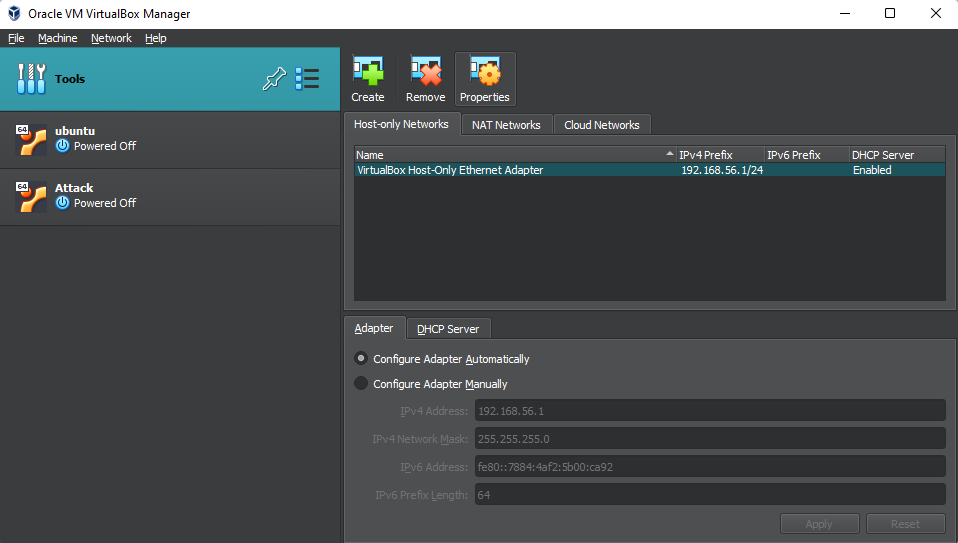 Oracle VM VirtualBox Manager
File Machine Network Help
Tools
64 ubuntu
Powered Off
64 Attack
Powered Off
Create Remove Properties
Host-only Networks NAT Networks Cloud Networks
Name IPv4 Prefix IPv6 Prefix DHCP Server
VirtualBox Host-Only Ethernet Adapter 192.168.56.1/24 Enabled
Adapter DHCP Server
Configure Adapter Automatically
Configure Adapter Manually
IPv4 Address: 192.168.56.1
IPv4 Network Mask: 255.255.255.0
IPv6 Address: fe80::7884:4af2:5b00:ca92
IPv6 Prefix Length: 64
Apply Reset